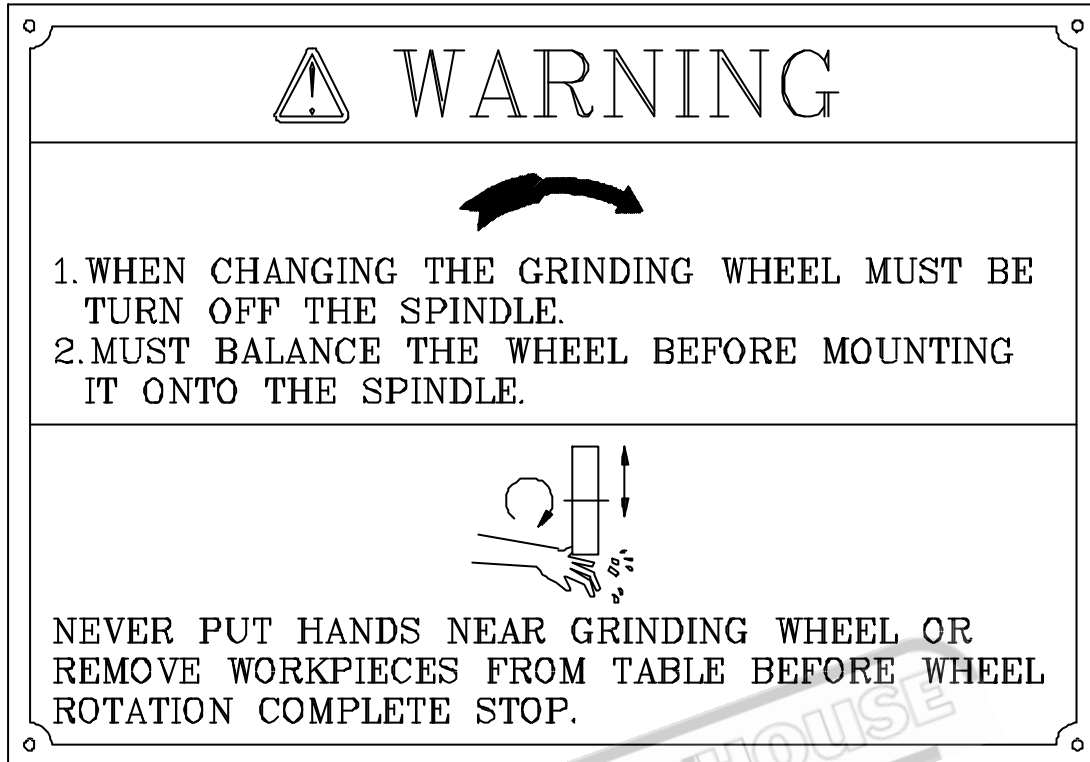 WARNING
1. WHEN CHANGING THE GRINDING WHEEL MUST BE
TURN OFF THE SPINDLE.
2. MUST BALANCE THE WHEEL BEFORE MOUNTING
IT ONTO THE SPINDLE.
NEVER PUT HANDS NEAR GRINDING WHEEL OR
REMOVE WORKPIECES FROM TABLE BEFORE WHEEL
ROTATION COMPLETE STOP.